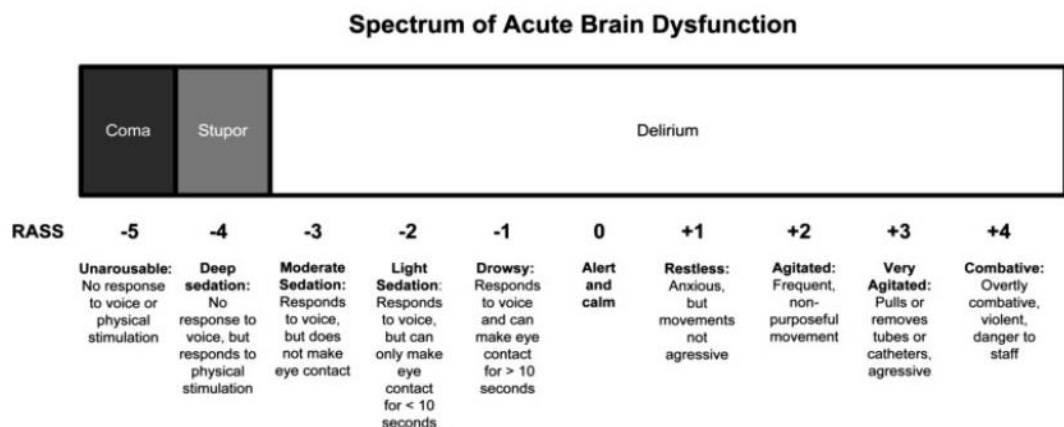 Spectrum of Acute Brain Dysfunction
Coma
Stupor
Delirium
RASS -5 -4 -3 -2 -1 0 +1 +2 +3 +4
Unarousable:
No response
to voice or
physical
stimulation
Deep
sedation:
No
response to
voice, but
responds to
physical
stimulation
Moderate
Sedation:
Responds
to voice,
but does
not make
eye contact
Light
Sedation:
Responds
to voice,
but can
only make
eye
contact
for < 10
seconds
Drowsy:
Responds
to voice
and can
make eye
contact
for > 10
seconds
Alert
and
calm
Restless:
Anxious,
but
movements
not
agressive
Agitated:
Frequent,
non-
purposeful
movement
Very
Agitated:
Pulls or
removes
tubes or
catheters,
agressive
Combative:
Overtly
combative,
violent,
danger to
staff